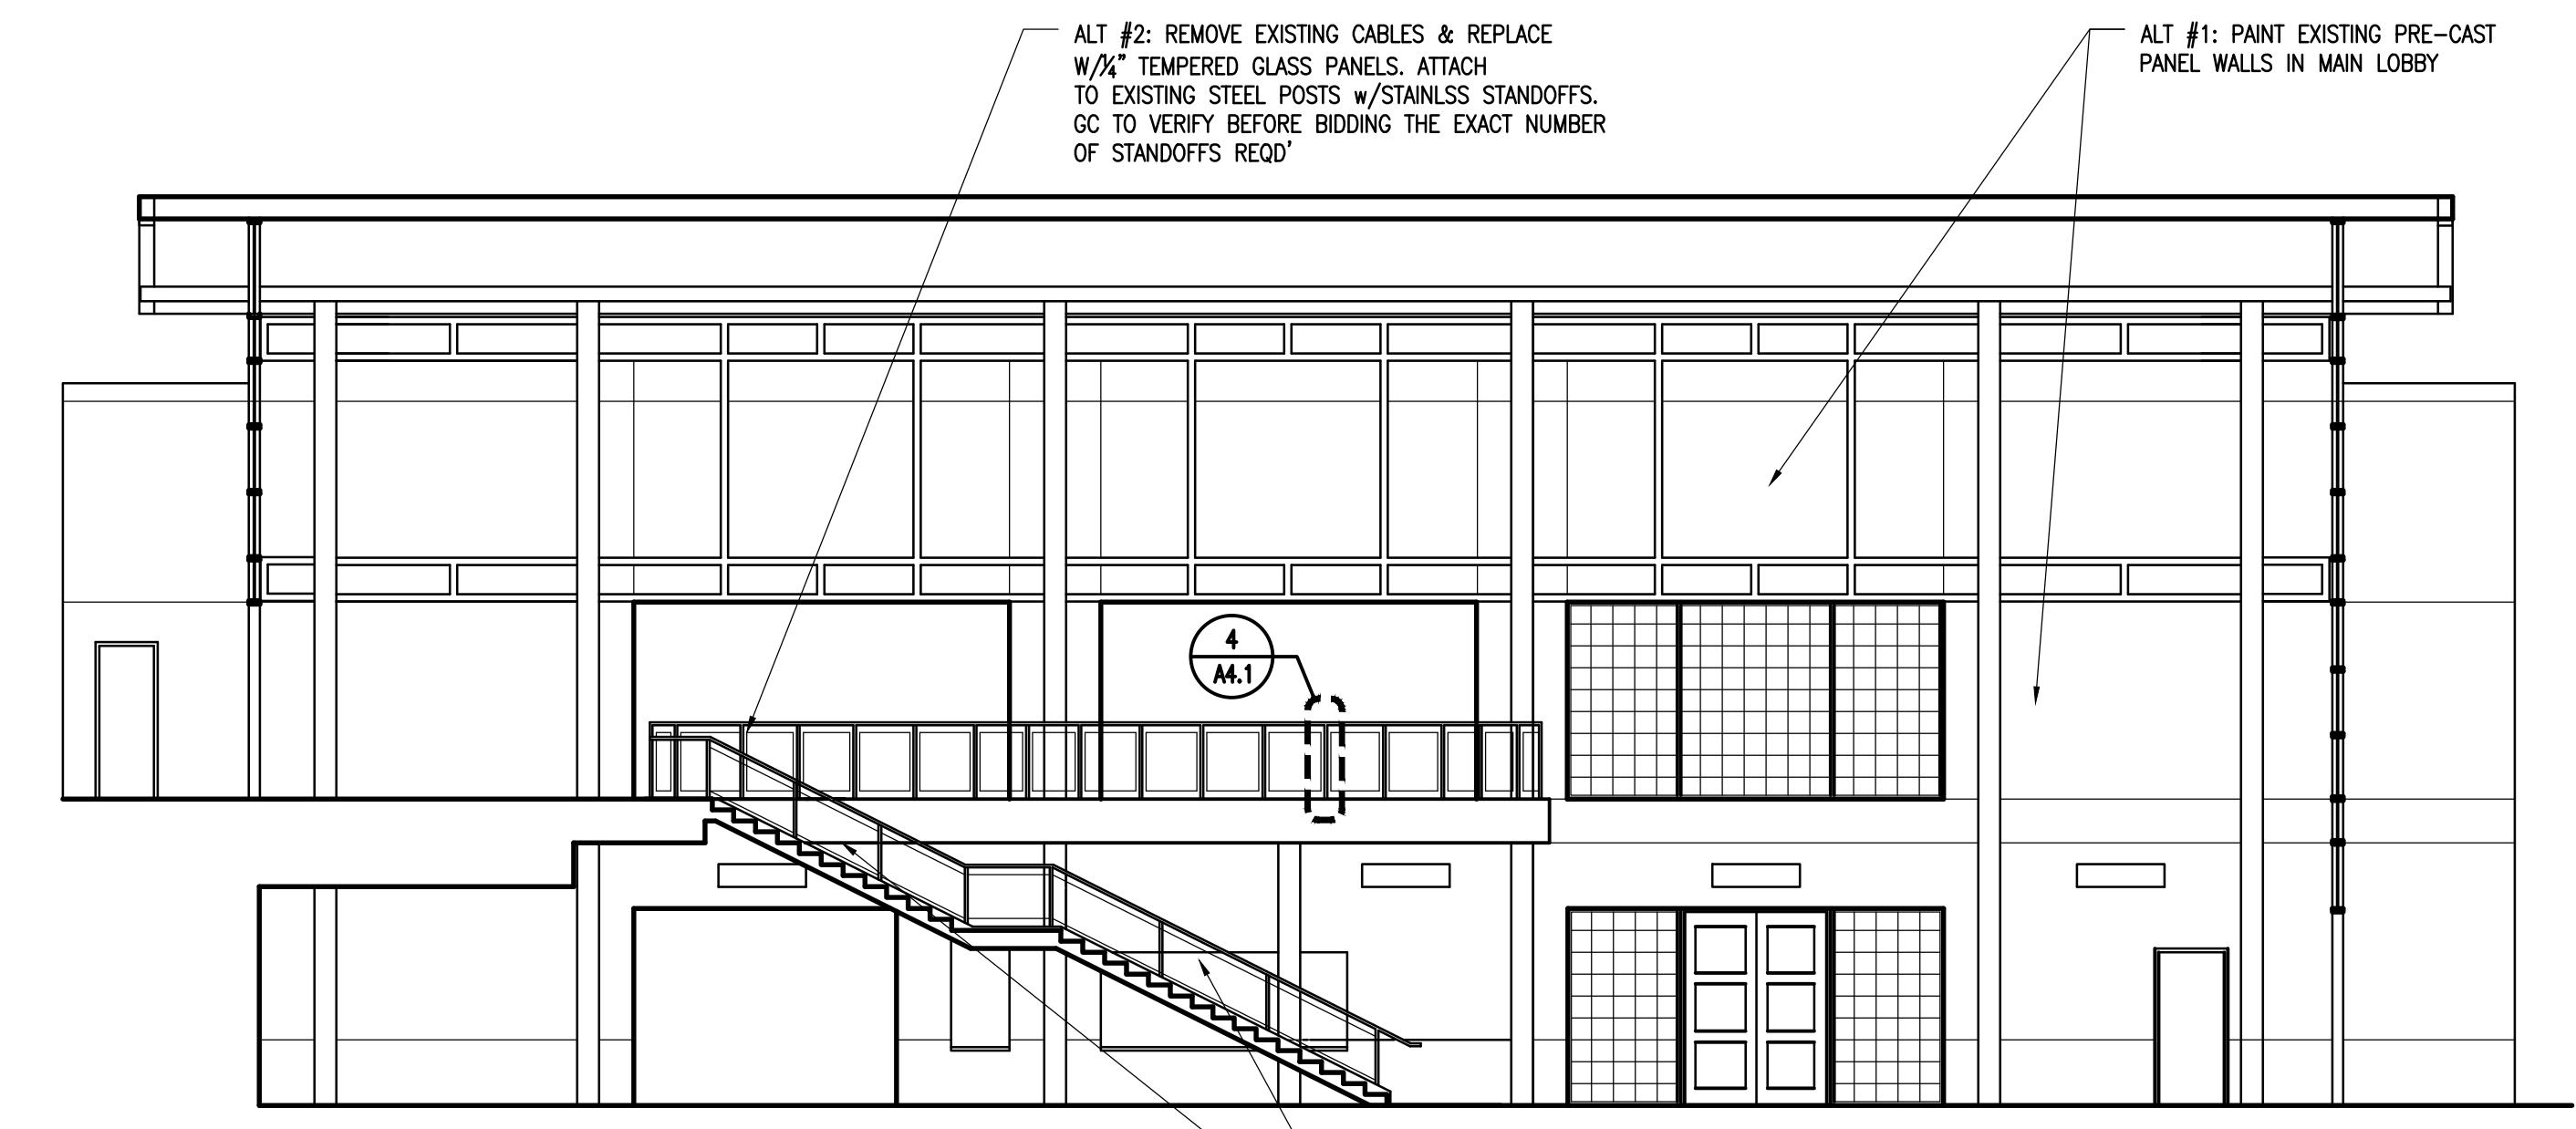 ALT #2: REMOVE EXISTING CABLES & REPLACE
W/¼" TEMPERED GLASS PANELS. ATTACH
TO EXISTING STEEL POSTS w/STAINLSS STANDOFFS.
GC TO VERIFY BEFORE BIDDING THE EXACT NUMBER
OF STANDOFFS REQD'
ALT #1: PAINT EXISTING PRE-CAST
PANEL WALLS IN MAIN LOBBY
4
A4.1